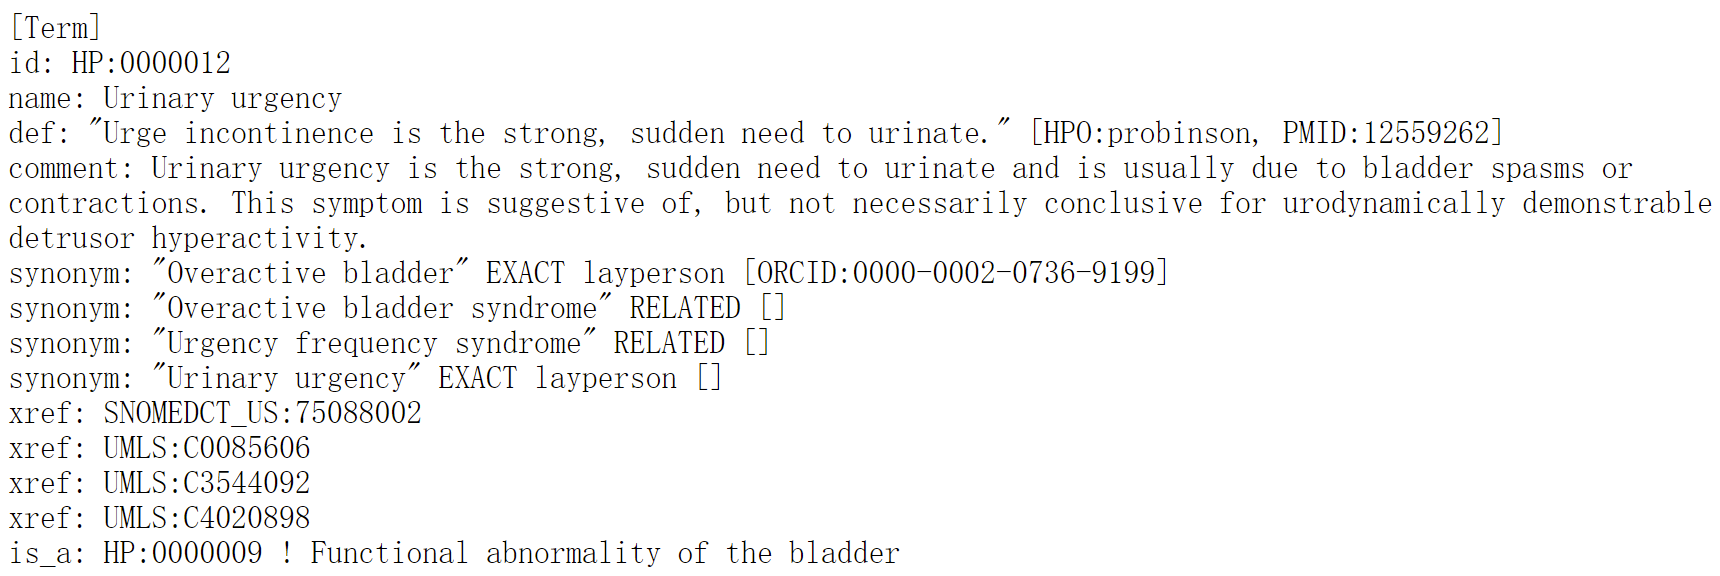 [Term]
id: HP:0000012
name: Urinary urgency
def: "Urge incontinence is the strong, sudden need to urinate." [HPO:probinson, PMID:12559262]
comment: Urinary urgency is the strong, sudden need to urinate and is usually due to bladder spasms or
contractions. This symptom is suggestive of, but not necessarily conclusive for urodynamically demonstrable
detrusor hyperactivity.
synonym: "Overactive bladder" EXACT layperson [ORCID:0000-0002-0736-9199]
synonym: "Overactive bladder syndrome" RELATED []
synonym: "Urgency frequency syndrome" RELATED []
synonym: "Urinary urgency" EXACT layperson []
xref: SNOMEDCT_US:75088002
xref: UMLS:C0085606
xref: UMLS:C3544092
xref: UMLS:C4020898
is_a: HP:0000009 ! Functional abnormality of the bladder